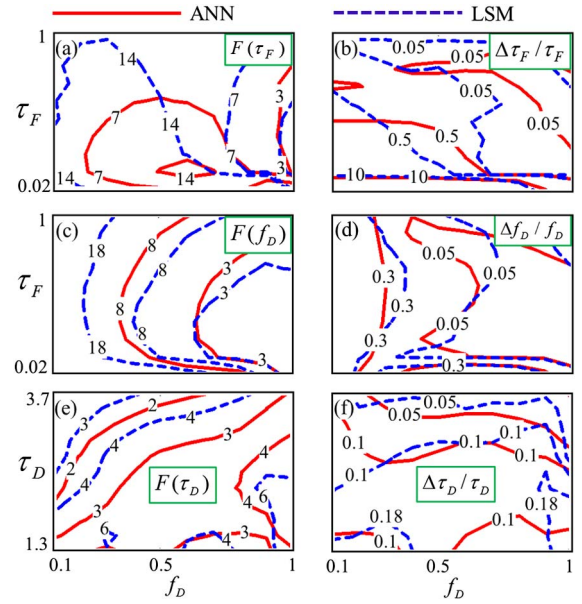 ANN LSM
1 (a) F(τ_F) 14 7 7 14 7 14 3 14 7 τ_F 0.02
(b) Δτ_F/τ_F 0.05 0.05 0.5 0.5 10 10
1 (c) F(f_D) 18 8 3 8 3 18 8 3 τ_F 0.02
(d) Δf_D/f_D 0.05 0.05 0.3 0.3 0.05 0.3
3.7 (e) F(τ_D) 3 2 4 4 3 2 4 3 6 4 6 3 4 3 τ_D 1.3
(f) Δτ_D/τ_D 0.05 0.05 0.1 0.1 0.1 0.1 0.18 0.18 0.1 0.1
0.1 0.5 1 0.1 0.5 1
f_D f_D